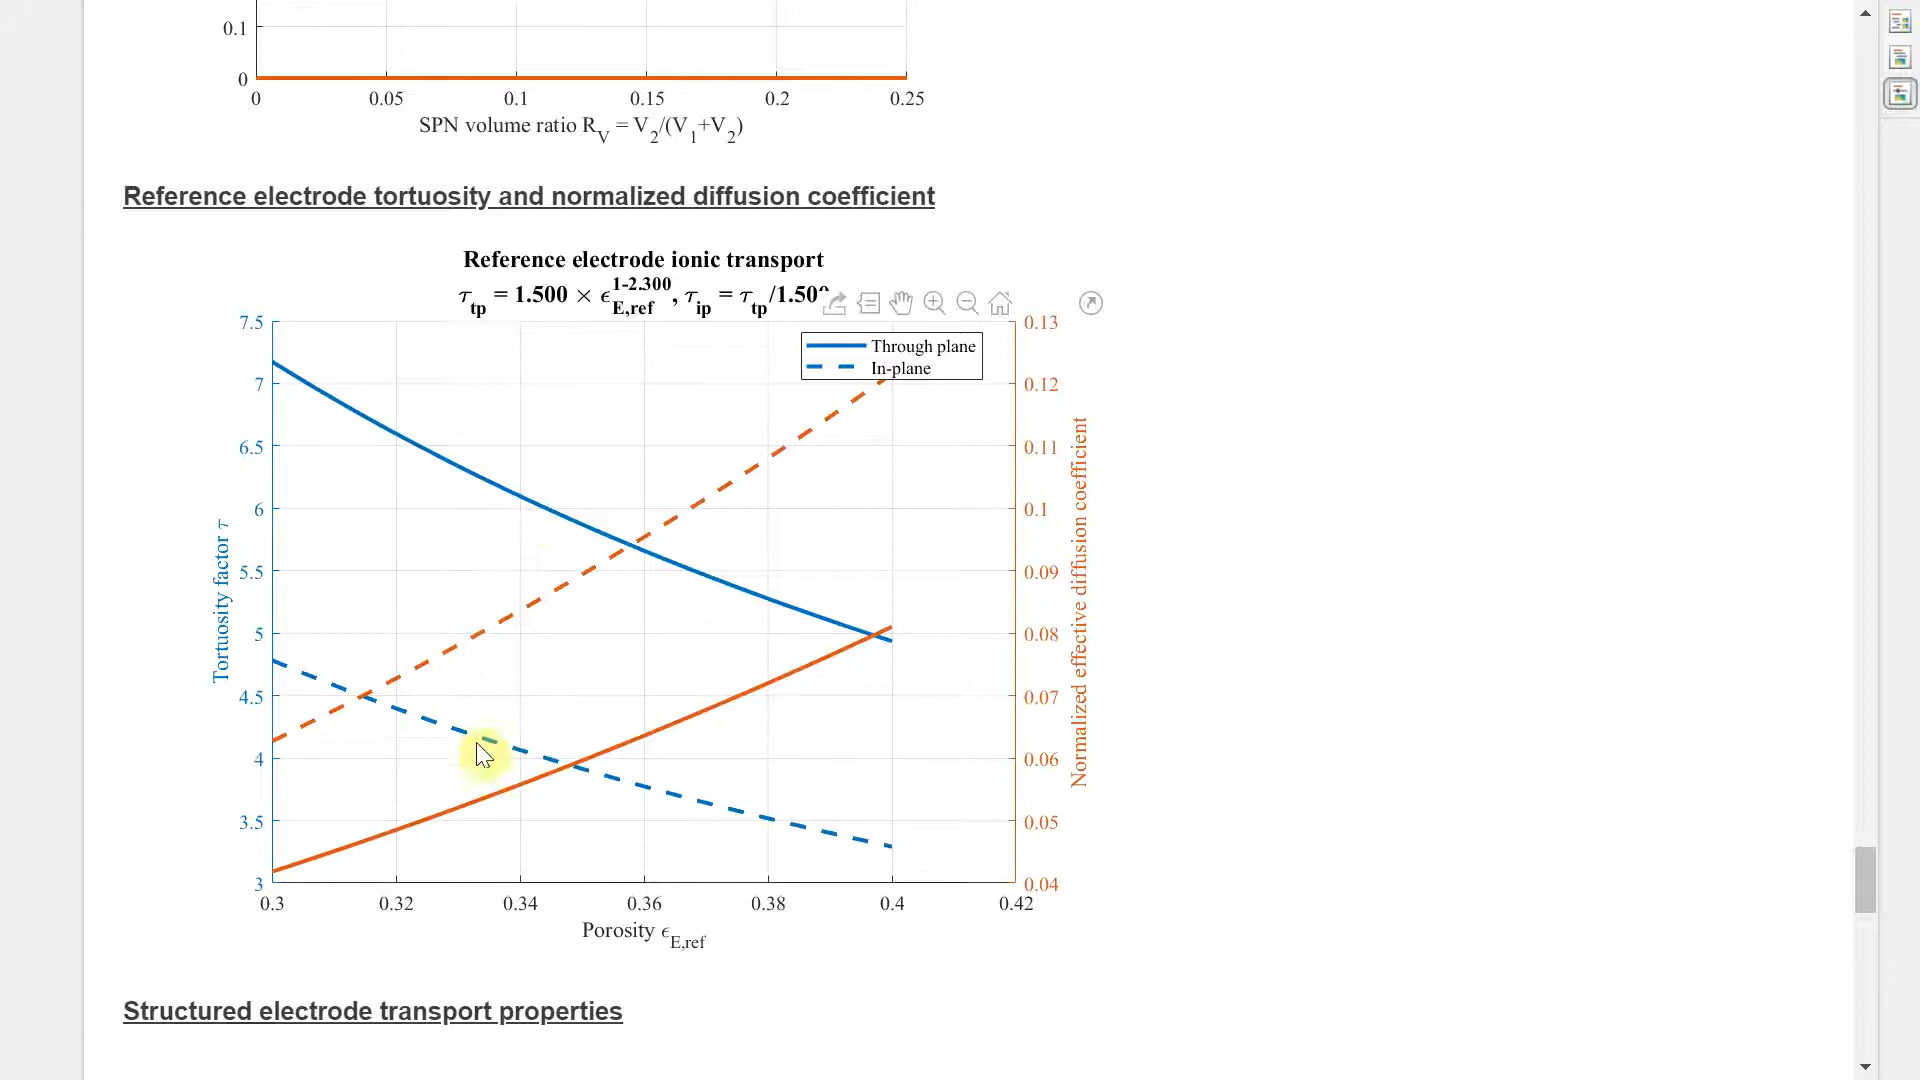 0.1
0
0 0.05 0.1 0.15 0.2 0.25
SPN volume ratio R_V = V_2/(V_1+V_2)
Reference electrode tortuosity and normalized diffusion coefficient
Reference electrode ionic transport
τ_tp = 1.500 × ϵ_E,ref^1-2.300, τ_ip = τ_tp/1.50
7.5
7
6.5
6
5.5
5
4.5
4
3.5
3
Tortuosity factor τ
Through plane
In-plane
0.13
0.12
0.11
0.1
0.09
0.08
0.07
0.06
0.05
0.04
Normalized effective diffusion coefficient
0.3 0.32 0.34 0.36 0.38 0.4 0.42
Porosity ϵ_E,ref
Structured electrode transport properties